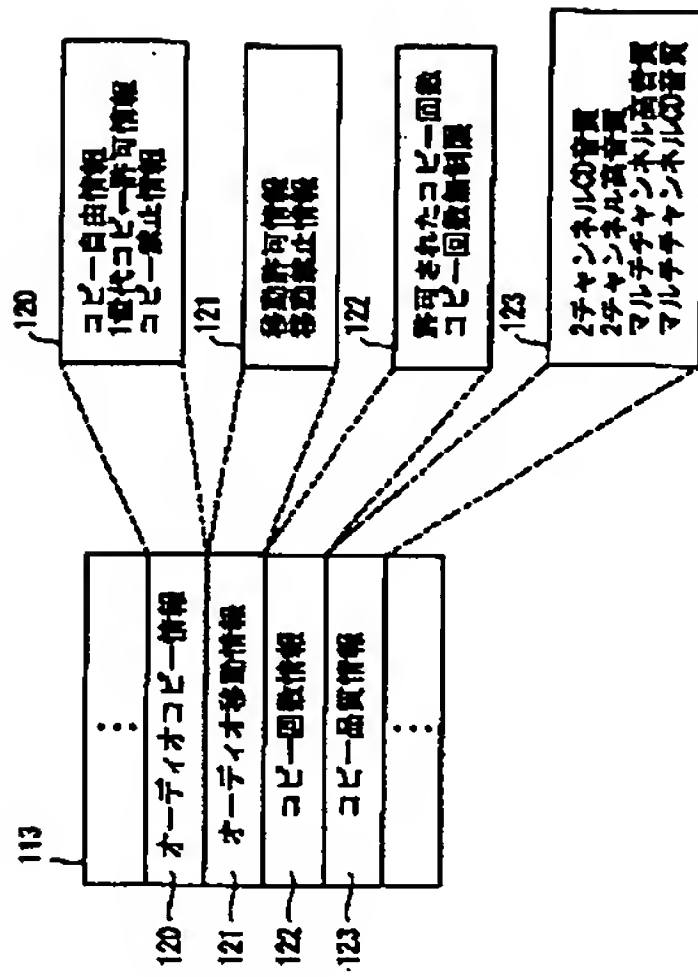 113
⋮
120 オーディオコピー情報
121 オーディオ移動情報
122 コピー回数情報
123 コピー品質情報
⋮
120
コピー自由情報
1世代コピー許可情報
コピー禁止情報
121
移動許可情報
移動禁止情報
122
許可されたコピー回数
コピー回数無制限
123
2チャンネルCD音質
2チャンネル高音質
マルチチャンネル高音質
マルチチャンネルCD音質